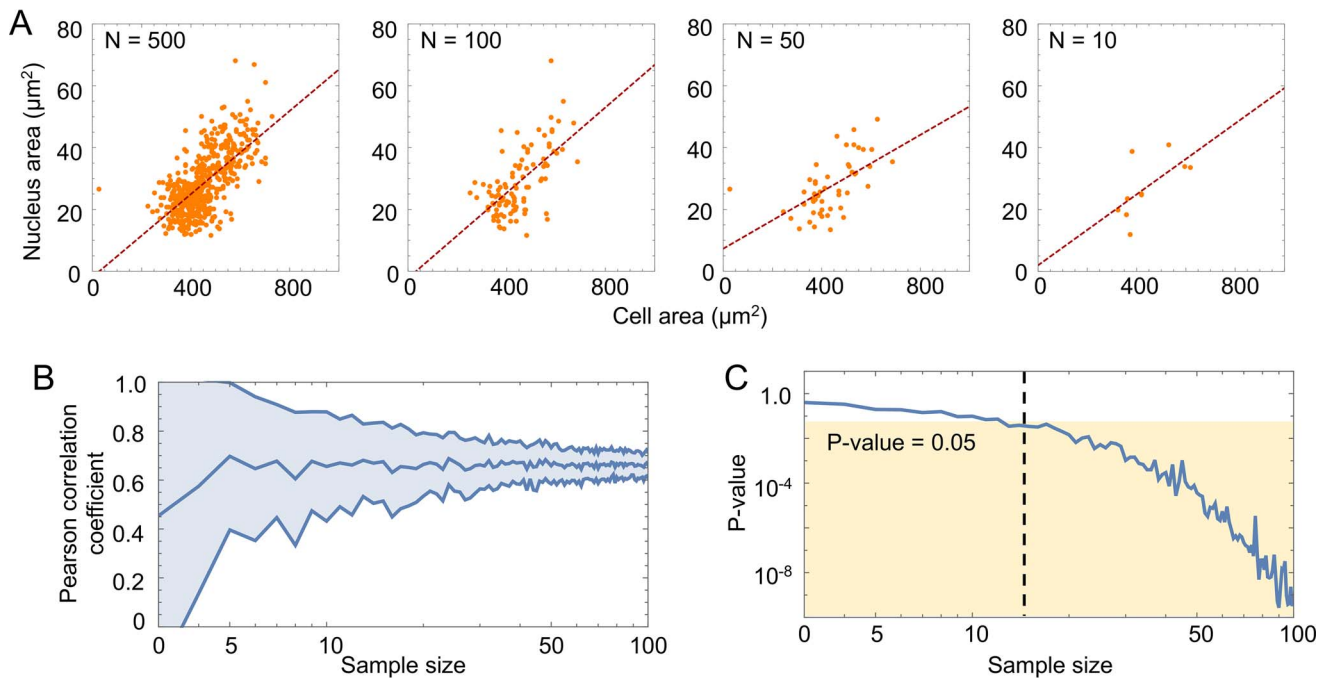 A
N = 500
N = 100
N = 50
N = 10
Nucleus area (µm²)
80
60
40
20
0
80
60
40
20
0
80
60
40
20
0
80
60
40
20
0
0 400 800
0 400 800
0 400 800
0 400 800
Cell area (µm²)
B
Pearson correlation
coefficient
1.0
0.8
0.6
0.4
0.2
0
0 5 10 50 100
Sample size
C
P-value
1.0
10⁻⁴
10⁻⁸
P-value = 0.05
0 5 10 50 100
Sample size